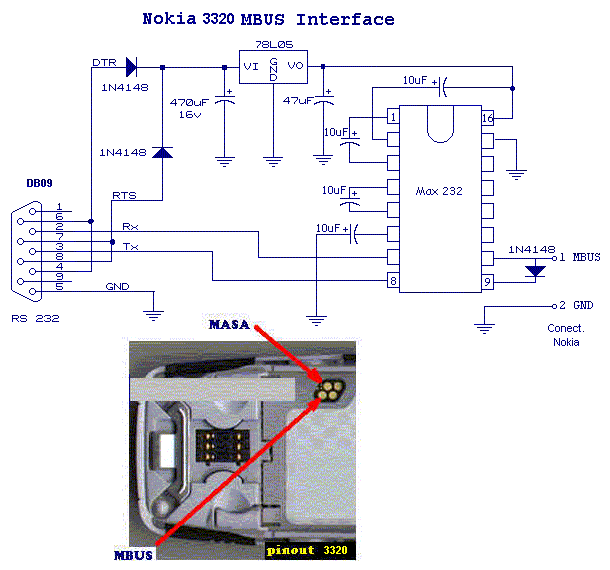 Nokia 3320 MBUS Interface
78L05
DTR
VI
GND
VO
1N4148
470uF
16v
47uF
10uF
1
16
10uF
1N4148
Max 232
DB09
RTS
10uF
1
6
2
Rx
10uF
7
3
Tx
8
1N4148
1 MBUS
4
9
8
9
5
GND
2 GND
RS 232
Conect.
Nokia
MASA
MBUS
pinout 3320